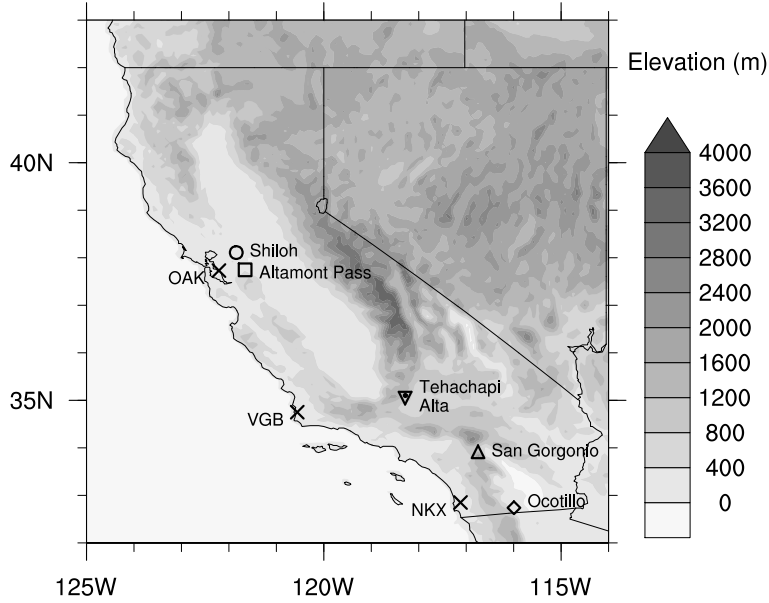 Elevation (m)
4000
3600
3200
2800
2400
2000
1600
1200
800
400
0
40N
35N
125W
120W
115W
Shiloh
Altamont Pass
OAK
Tehachapi
Alta
VGB
San Gorgonio
NKX
Ocotillo